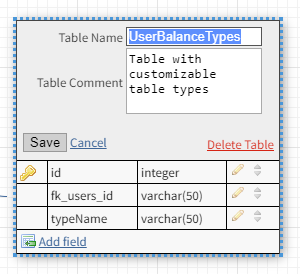 Table Name UserBalanceTypes
Table Comment Table with
customizable
table types
Save Cancel Delete Table
id integer
fk_users_id varchar(50)
typeName varchar(50)
Add field